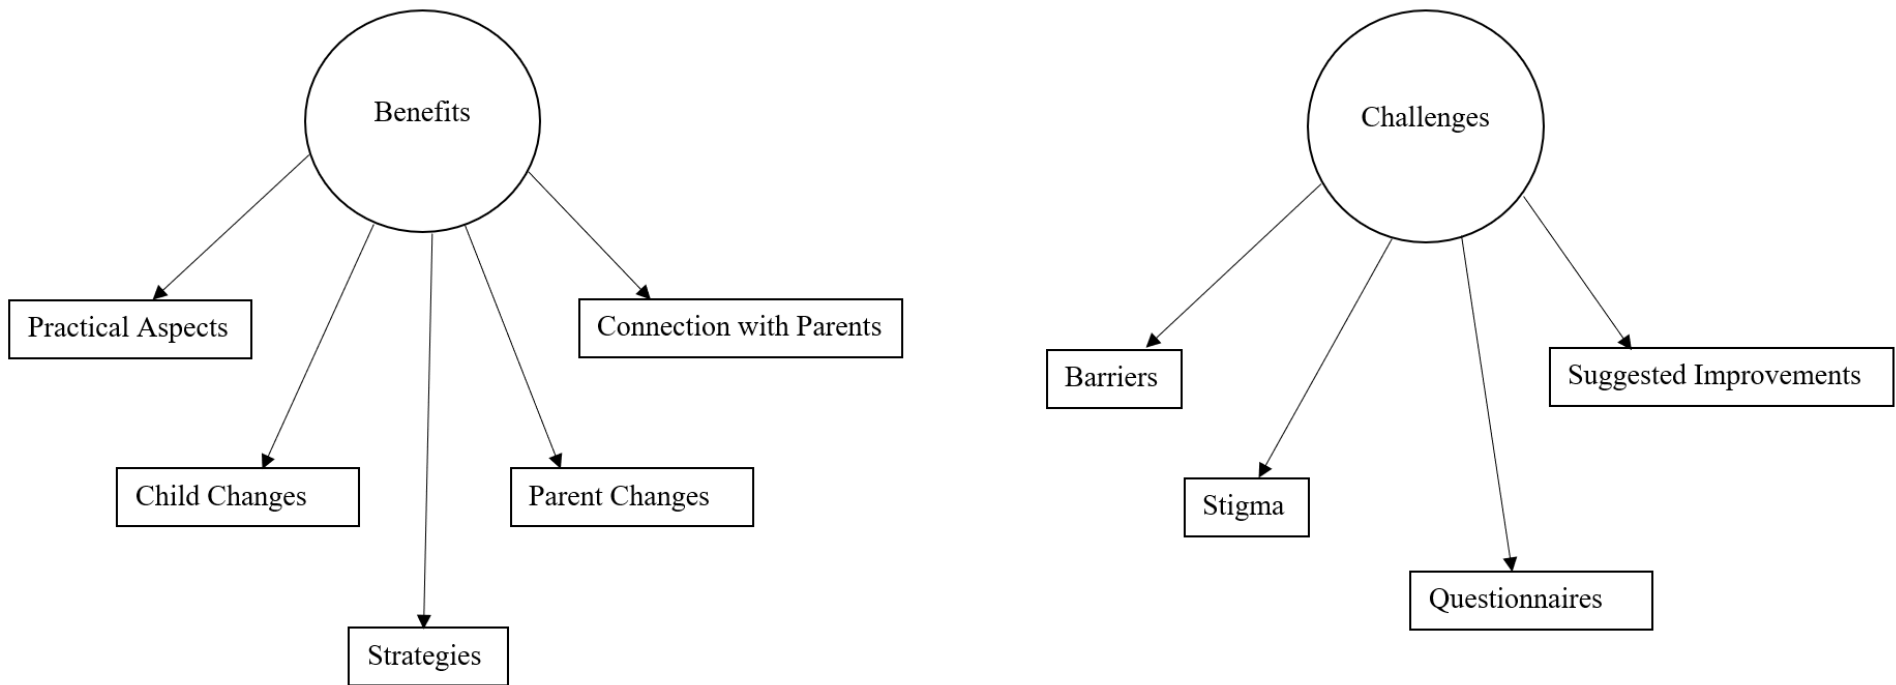 Benefits
Practical Aspects
Connection with Parents
Child Changes
Parent Changes
Strategies
Challenges
Barriers
Suggested Improvements
Stigma
Questionnaires